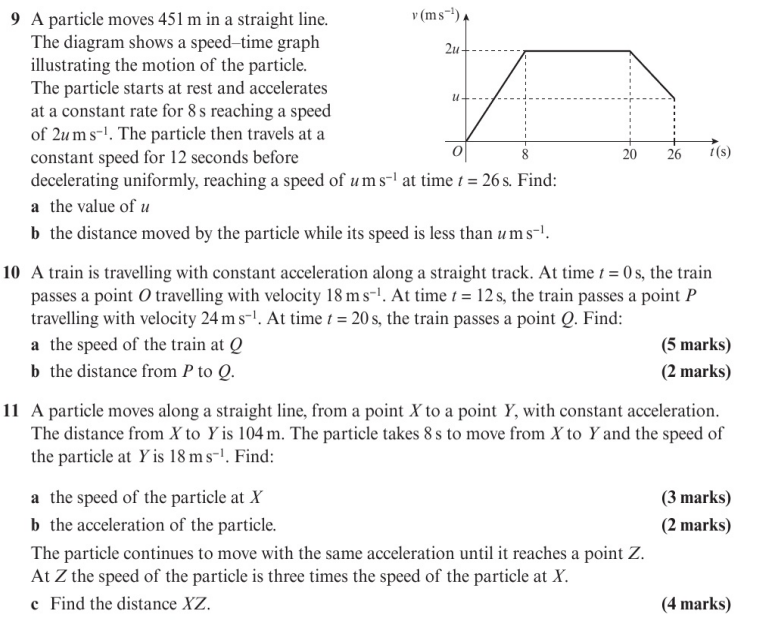 9 A particle moves 451 m in a straight line.
The diagram shows a speed–time graph
illustrating the motion of the particle.
The particle starts at rest and accelerates
at a constant rate for 8 s reaching a speed
of 2u m s⁻¹. The particle then travels at a
constant speed for 12 seconds before
decelerating uniformly, reaching a speed of u m s⁻¹ at time t = 26 s. Find:
v (m s⁻¹)
2u
u
O 8 20 26 t (s)
a the value of u
b the distance moved by the particle while its speed is less than u m s⁻¹.
10 A train is travelling with constant acceleration along a straight track. At time t = 0 s, the train
passes a point O travelling with velocity 18 m s⁻¹. At time t = 12 s, the train passes a point P
travelling with velocity 24 m s⁻¹. At time t = 20 s, the train passes a point Q. Find:
a the speed of the train at Q (5 marks)
b the distance from P to Q. (2 marks)
11 A particle moves along a straight line, from a point X to a point Y, with constant acceleration.
The distance from X to Y is 104 m. The particle takes 8 s to move from X to Y and the speed of
the particle at Y is 18 m s⁻¹. Find:
a the speed of the particle at X (3 marks)
b the acceleration of the particle. (2 marks)
The particle continues to move with the same acceleration until it reaches a point Z.
At Z the speed of the particle is three times the speed of the particle at X.
c Find the distance XZ. (4 marks)